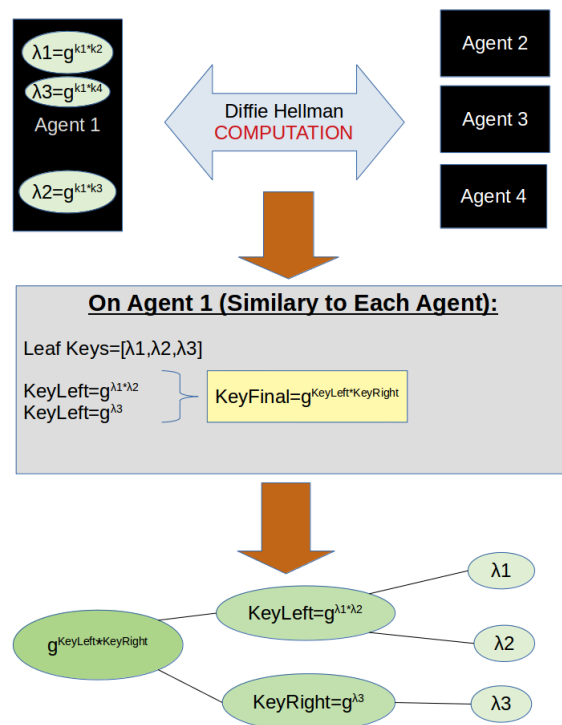 λ1=g^k1*k2
λ3=g^k1*k4
Agent 1
λ2=g^k1*k3
Diffie Hellman
COMPUTATION
Agent 2
Agent 3
Agent 4
On Agent 1 (Similary to Each Agent):
Leaf Keys=[λ1,λ2,λ3]
KeyLeft=g^λ1*λ2
KeyLeft=g^λ3
KeyFinal=g^KeyLeft*KeyRight
g^KeyLeft*KeyRight
KeyLeft=g^λ1*λ2
KeyRight=g^λ3
λ1
λ2
λ3